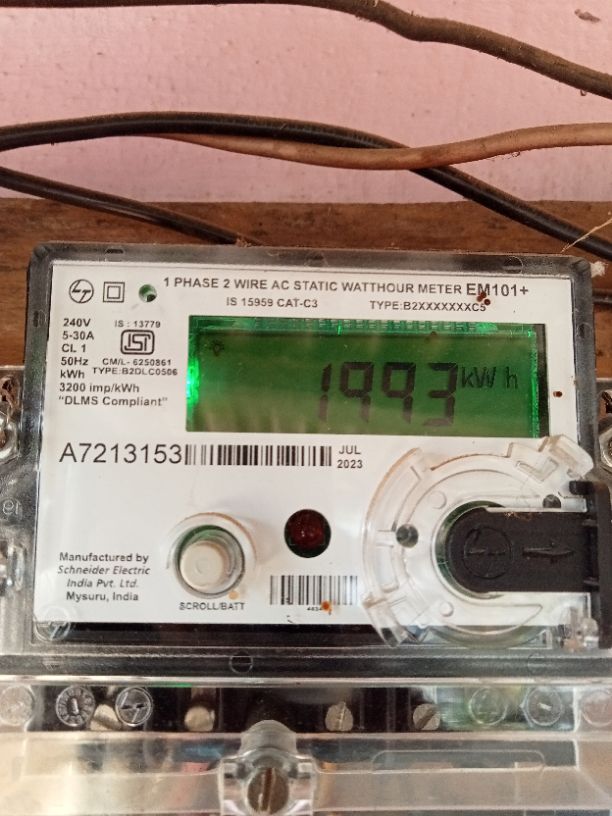 1 PHASE 2 WIRE AC STATIC WATTHOUR METER EM101+
IS 15959 CAT-C3 TYPE:B2XXXXXXXC5
240V
5-30A
CL 1
50Hz
kWh
3200 imp/kWh
"DLMS Compliant"
IS : 13779
ISI
CM/L- 6250861
TYPE:B2DLC0506
1993 kW h
A7213153
JUL
2023
Manufactured by
Schneider Electric
India Pvt. Ltd.
Mysuru, India
SCROLL/BATT